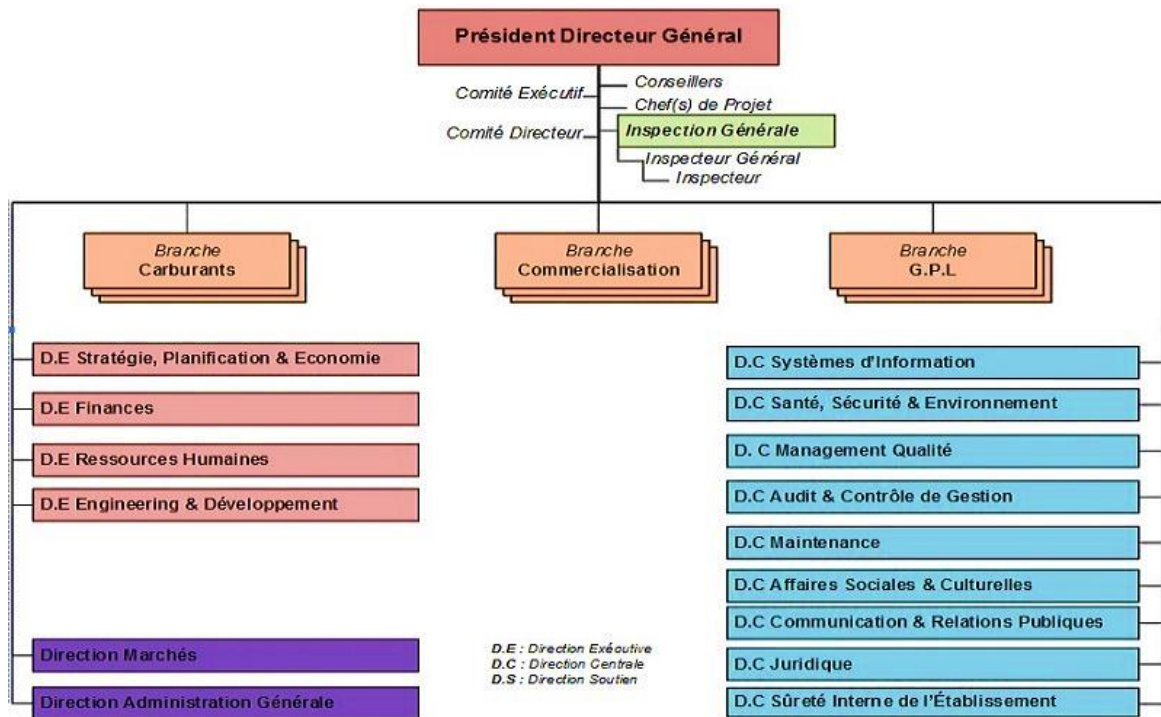 Président Directeur Général
Conseillers
Comité Exécutif
Chef(s) de Projet
Comité Directeur
Inspection Générale
Inspecteur Général
Inspecteur
Branche
Carburants
Branche
Commercialisation
Branche
G.P.L
D.E Stratégie, Planification & Economie
D.E Finances
D.E Ressources Humaines
D.E Engineering & Développement
Direction Marchés
Direction Administration Générale
D.E : Direction Exécutive
D.C : Direction Centrale
D.S : Direction Soutien
D.C Systèmes d'Information
D.C Santé, Sécurité & Environnement
D. C Management Qualité
D.C Audit & Contrôle de Gestion
D.C Maintenance
D.C Affaires Sociales & Culturelles
D.C Communication & Relations Publiques
D.C Juridique
D.C Sûreté Interne de l'Établissement